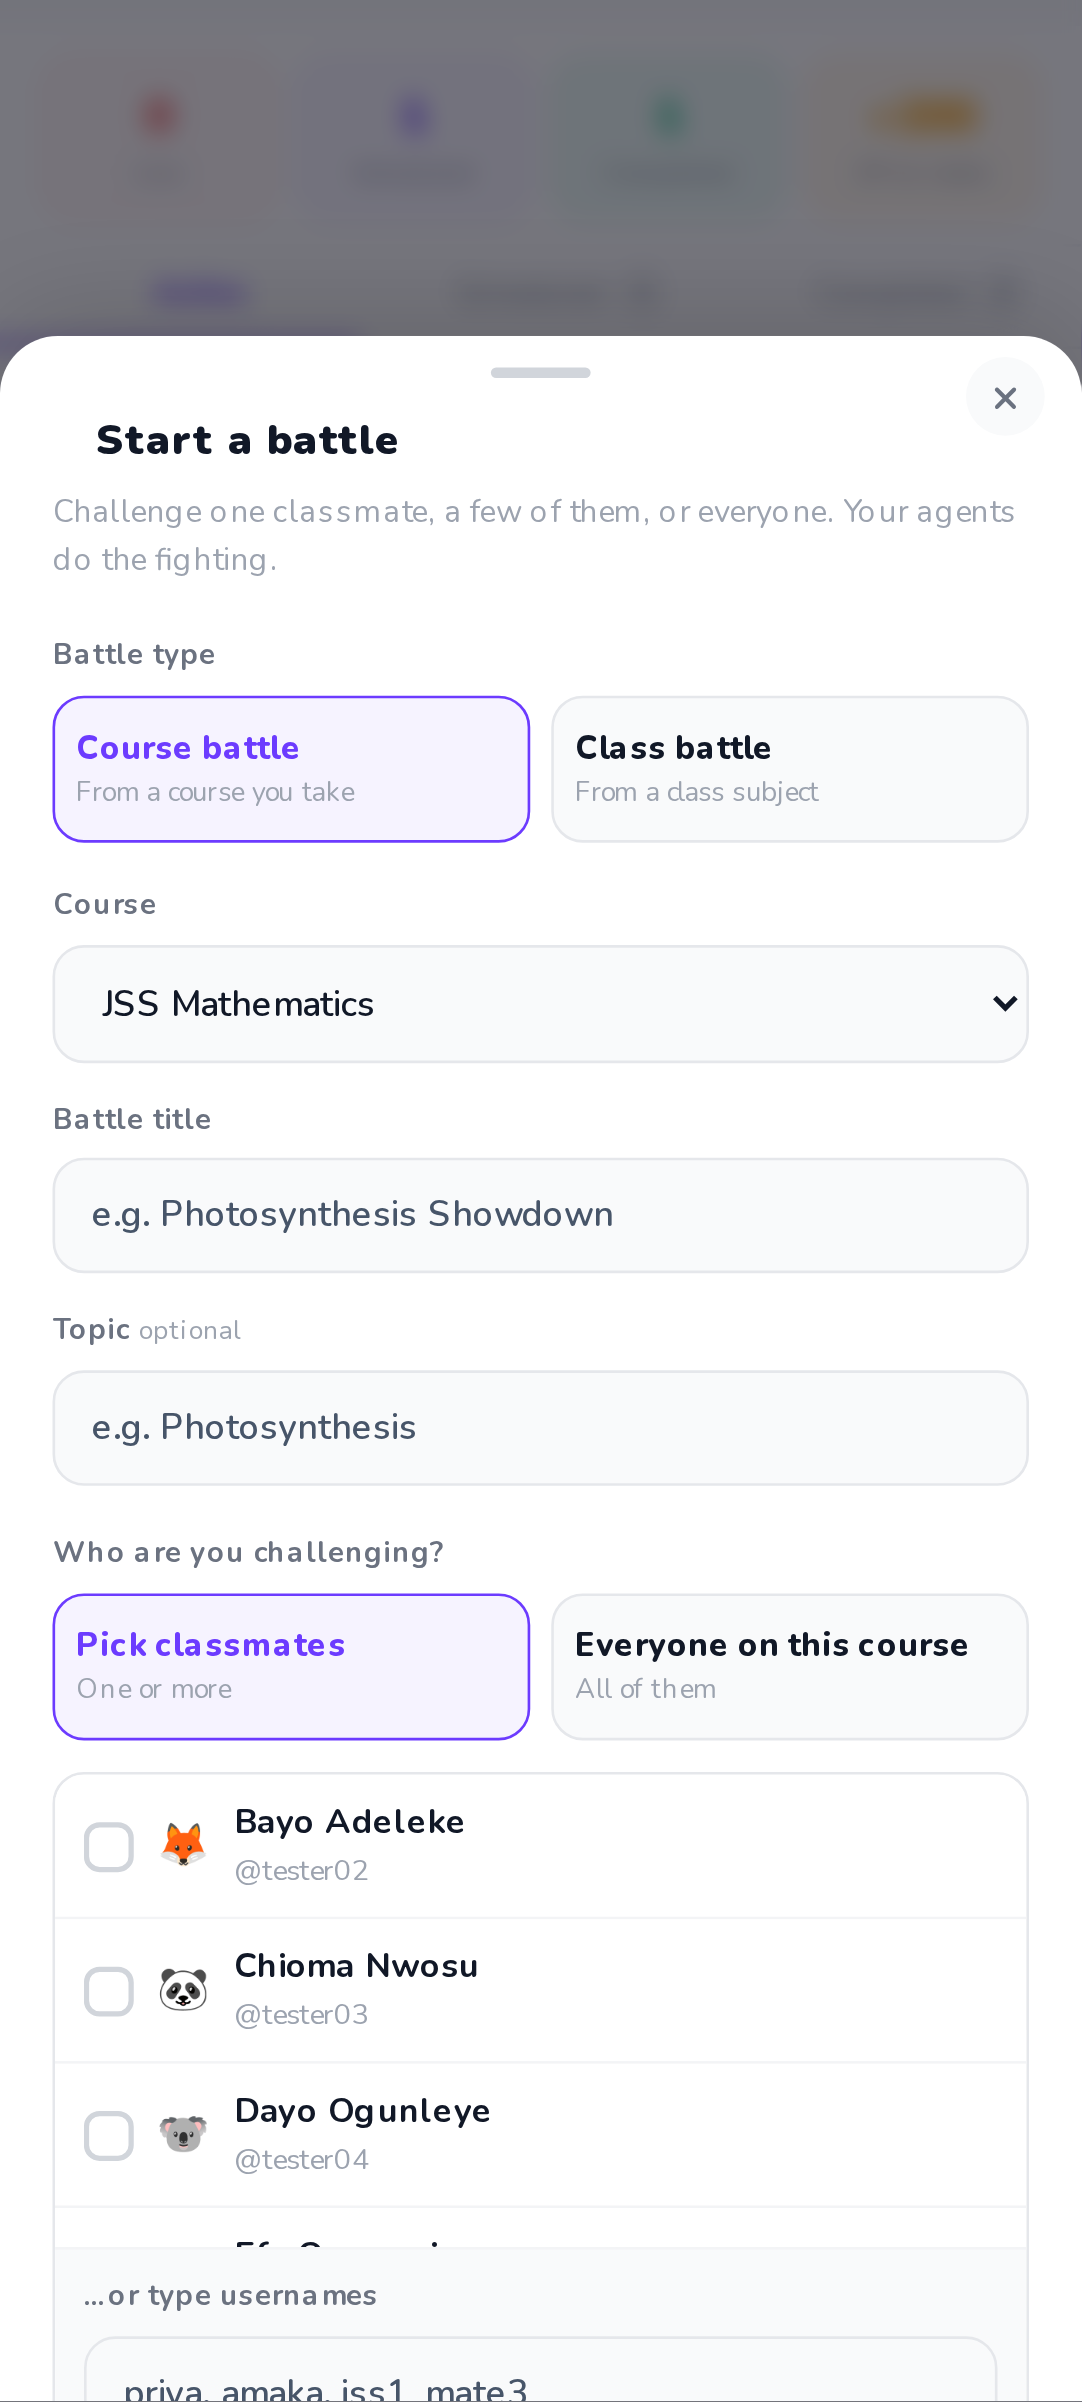 Start a battle
Challenge one classmate, a few of them, or everyone. Your agents
do the fighting.
Battle type
Course battle
From a course you take
Class battle
From a class subject
Course
JSS Mathematics
Battle title
e.g. Photosynthesis Showdown
Topic optional
e.g. Photosynthesis
Who are you challenging?
Pick classmates
One or more
Everyone on this course
All of them
Bayo Adeleke
@tester02
Chioma Nwosu
@tester03
Dayo Ogunleye
@tester04
...or type usernames
priya, amaka, jss1_mate3